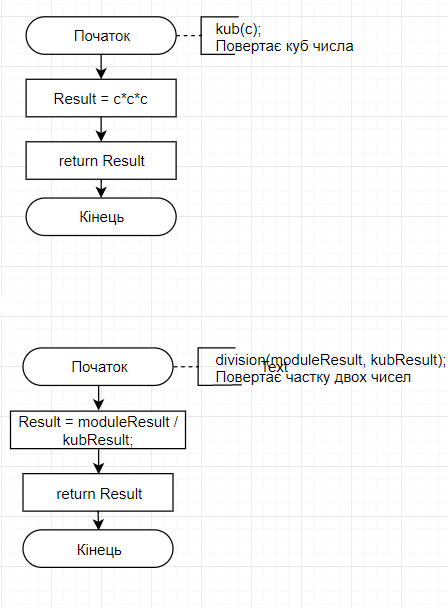 Початок
kub(c);
Повертає куб числа
Result = c*c*c
return Result
Кінець
Початок
division(moduleResult, kubResult);
Text
Повертає частку двох чисел
Result = moduleResult /
kubResult;
return Result
Кінець